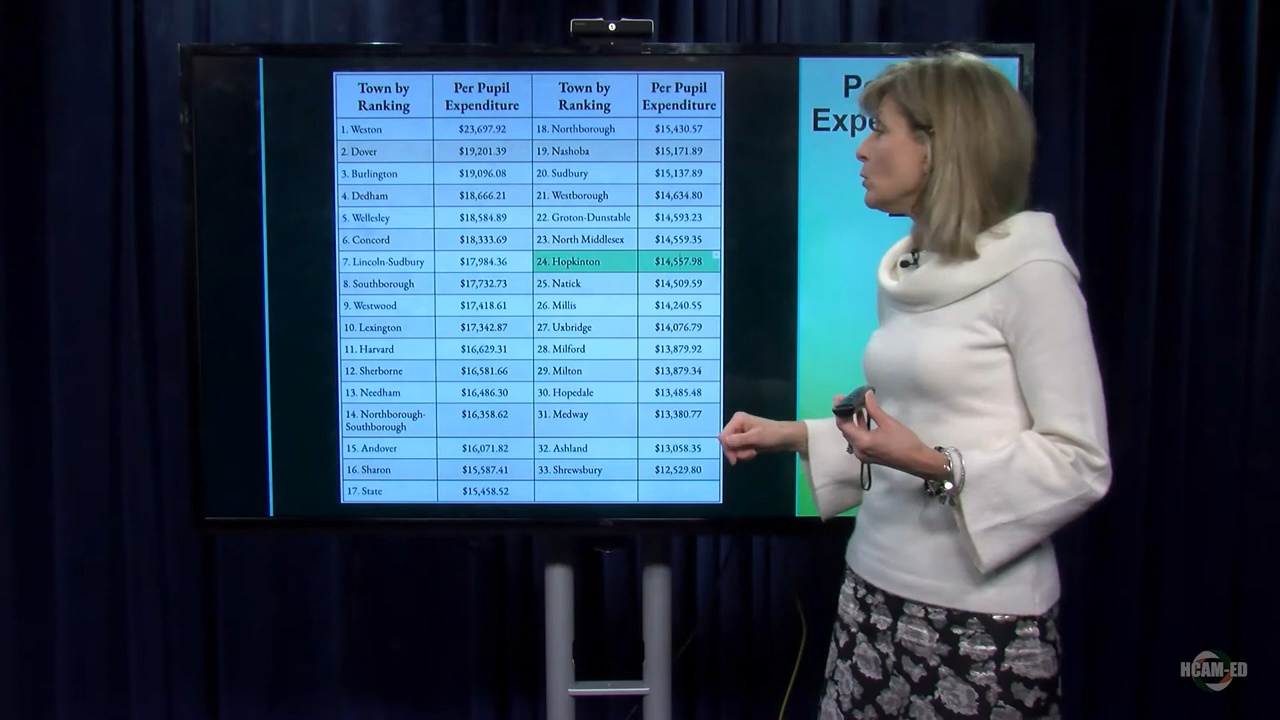 Town by Ranking Per Pupil Expenditure Town by Ranking Per Pupil Expenditure
1. Weston $23,697.92 18. Northborough $15,430.57
2. Dover $19,201.39 19. Nashoba $15,171.89
3. Burlington $19,096.08 20. Sudbury $15,137.89
4. Dedham $18,666.21 21. Westborough $14,634.80
5. Wellesley $18,584.89 22. Groton-Dunstable $14,593.23
6. Concord $18,333.69 23. North Middlesex $14,559.35
7. Lincoln-Sudbury $17,984.36 24. Hopkinton $14,557.98
8. Southborough $17,732.73 25. Natick $14,509.59
9. Westwood $17,418.61 26. Millis $14,240.55
10. Lexington $17,342.87 27. Uxbridge $14,076.79
11. Harvard $16,629.31 28. Milford $13,879.92
12. Sherborne $16,581.66 29. Milton $13,879.34
13. Needham $16,486.30 30. Hopedale $13,485.48
14. Northborough-Southborough $16,358.62 31. Medway $13,380.77
15. Andover $16,071.82 32. Ashland $13,058.35
16. Sharon $15,587.41 33. Shrewsbury $12,529.80
17. State $15,458.52
HCAM-ED